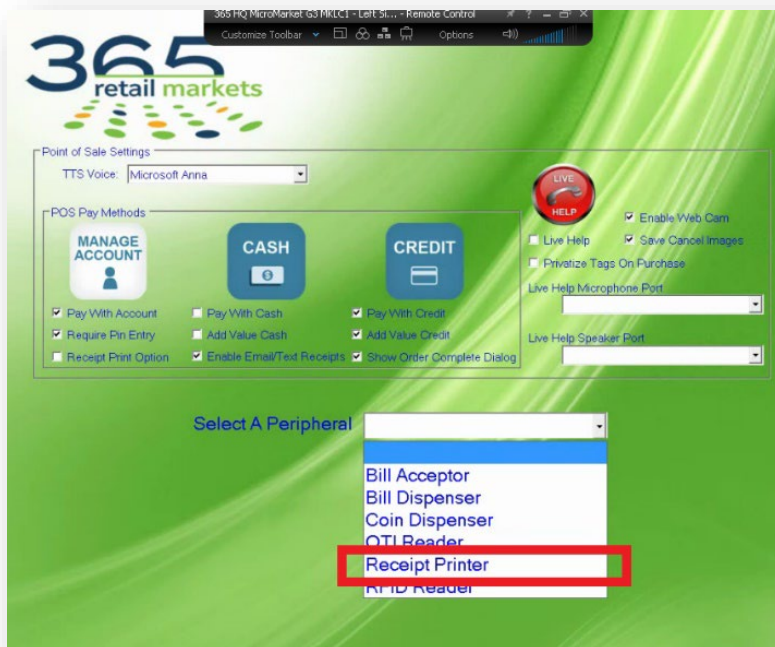 365 HQ MicroMarket G3 MKLC1 - Left Si... - Remote Control
Customize Toolbar
Options
365
retail markets
Point of Sale Settings
TTS Voice: Microsoft Anna
POS Pay Methods
MANAGE
ACCOUNT
CASH
CREDIT
LIVE
HELP
Enable Web Cam
Live Help
Save Cancel Images
Privatize Tags On Purchase
Live Help Microphone Port
Pay With Account
Pay With Cash
Pay With Credit
Require Pin Entry
Add Value Cash
Add Value Credit
Live Help Speaker Port
Receipt Print Option
Enable Email/Text Receipts
Show Order Complete Dialog
Select A Peripheral
Bill Acceptor
Bill Dispenser
Coin Dispenser
OTI Reader
Receipt Printer
RFID Reader